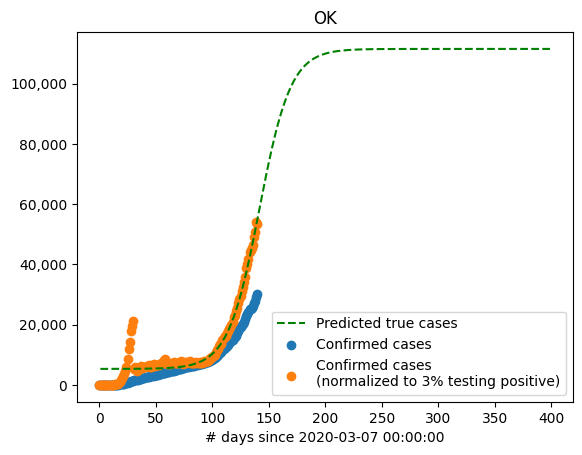 OK
100,000
80,000
60,000
40,000
20,000
0
Predicted true cases
Confirmed cases
Confirmed cases
(normalized to 3% testing positive)
0 50 100 150 200 250 300 350 400
# days since 2020-03-07 00:00:00